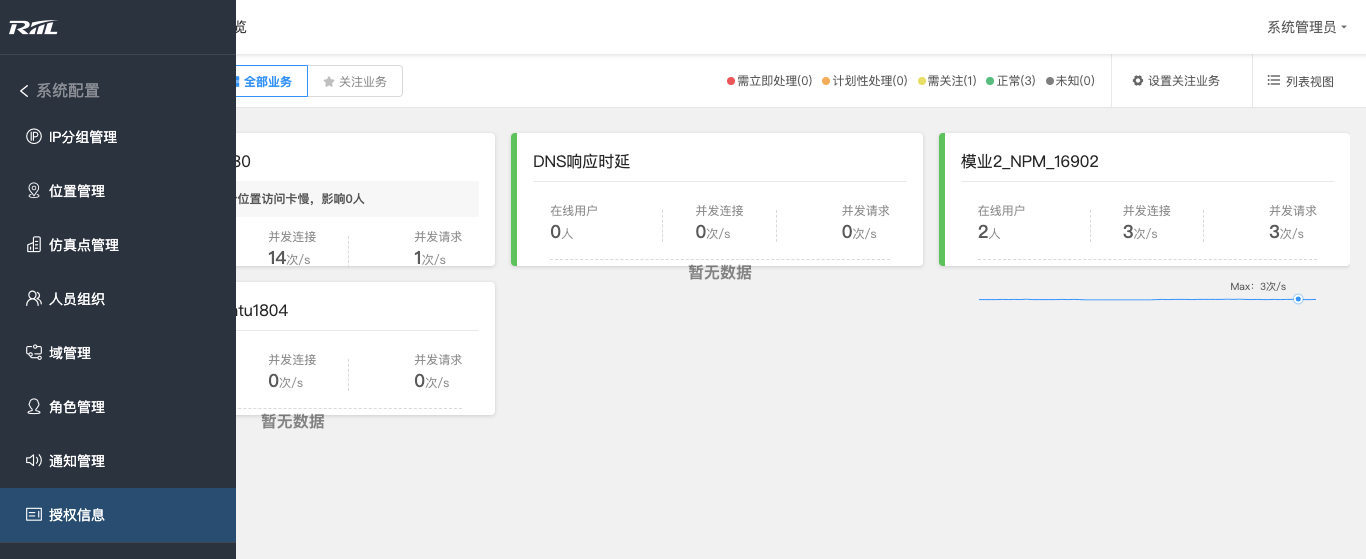 RIIL
览
系统管理员
系统配置
IP分组管理
位置管理
仿真点管理
人员组织
域管理
角色管理
通知管理
授权信息
全部业务
关注业务
需立即处理(0)
计划性处理(0)
需关注(1)
正常(3)
未知(0)
设置关注业务
列表视图
30
位置访问卡慢，影响0人
并发连接
并发请求
14次/s
1次/s
DNS响应时延
在线用户
并发连接
并发请求
0人
0次/s
0次/s
暂无数据
模业2_NPM_16902
在线用户
并发连接
并发请求
2人
3次/s
3次/s
Max：3次/s
ntu1804
并发连接
并发请求
0次/s
0次/s
暂无数据